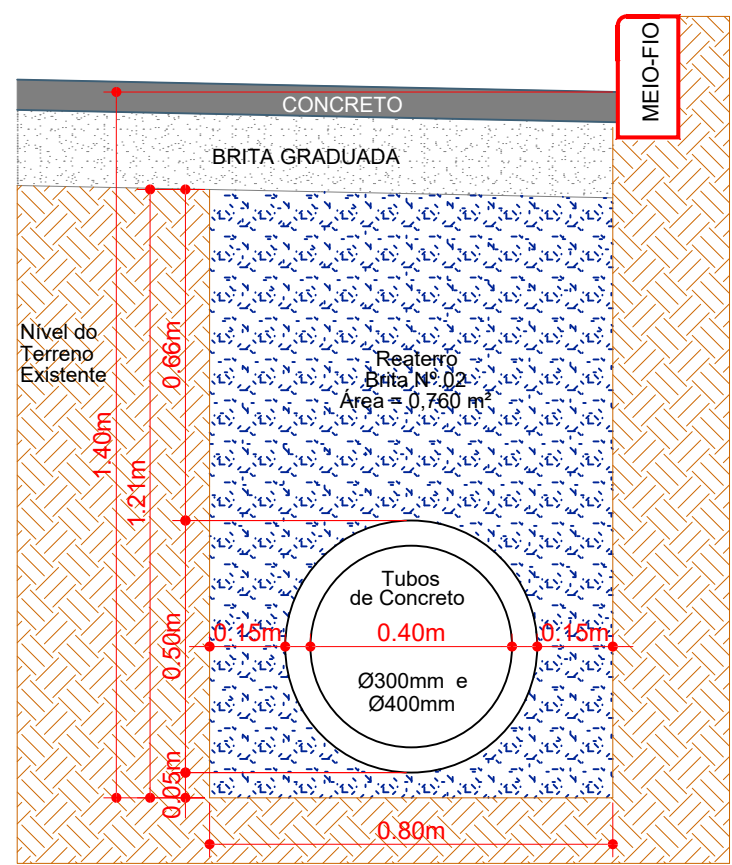 MEIO-FIO
CONCRETO
BRITA GRADUADA
Nível do
Terreno
Existente
0.66m
1.40m
1.21m
Reaterro
Brita Nº 02
Área = 0,760 m²
Tubos
de Concreto
0.15m
0.40m
0.15m
0.50m
Ø300mm e
Ø400mm
0.05m
0.80m